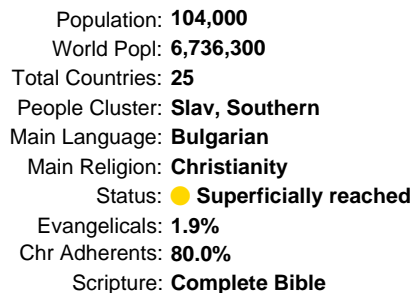 Population: 104,000
World Popl: 6,736,300
Total Countries: 25
People Cluster: Slav, Southern
Main Language: Bulgarian
Main Religion: Christianity
Status: Superficially reached
Evangelicals: 1.9%
Chr Adherents: 80.0%
Scripture: Complete Bible